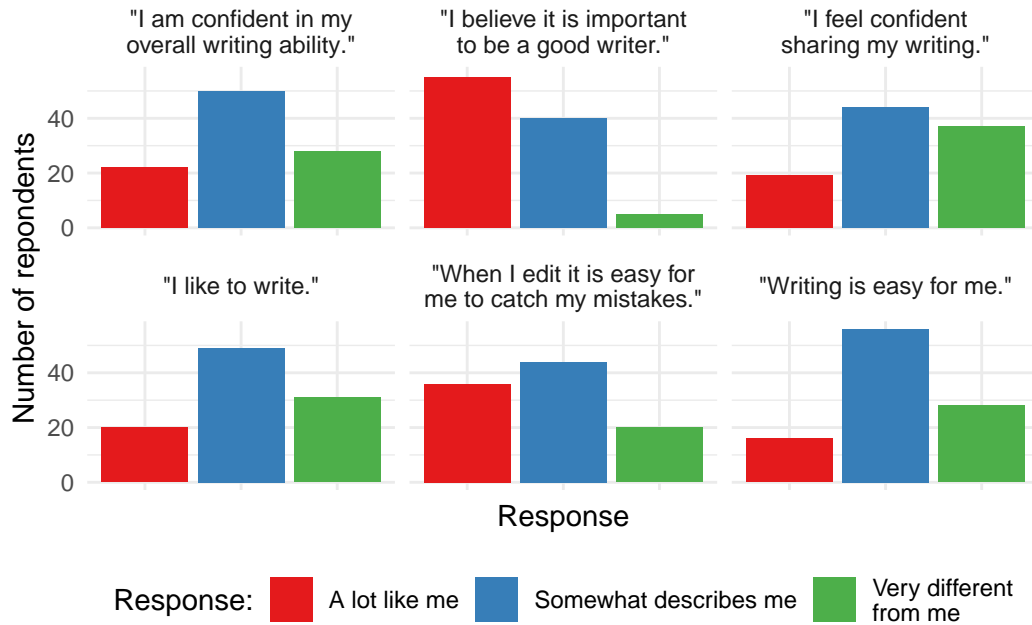 "I am confident in my
overall writing ability."
"I believe it is important
to be a good writer."
"I feel confident
sharing my writing."
40
20
0
"I like to write."
"When I edit it is easy for
me to catch my mistakes."
"Writing is easy for me."
40
20
0
Number of repondents
Response
Response:
A lot like me
Somewhat describes me
Very different
from me